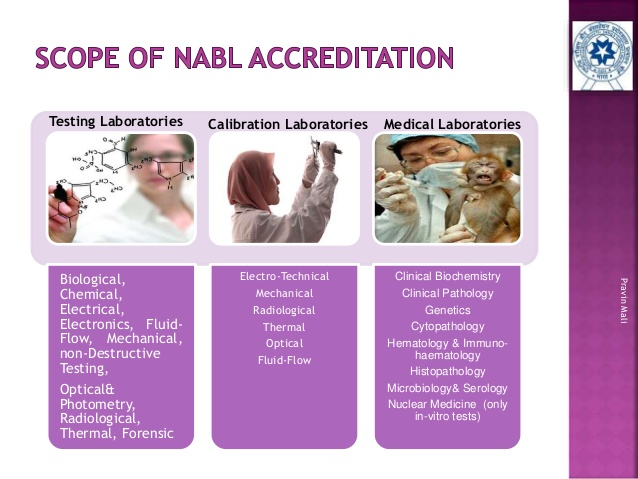 SCOPE OF NABL ACCREDITATION
Testing Laboratories
Calibration Laboratories
Medical Laboratories
Biological,
Chemical,
Electrical,
Electronics, Fluid-
Flow, Mechanical,
non-Destructive
Testing,
Optical&
Photometry,
Radiological,
Thermal, Forensic
Electro-Technical
Mechanical
Radiological
Thermal
Optical
Fluid-Flow
Clinical Biochemistry
Clinical Pathology
Genetics
Cytopathology
Hematology & Immuno-
haematology
Histopathology
Microbiology& Serology
Nuclear Medicine (only
in-vitro tests)
Pravin Mali